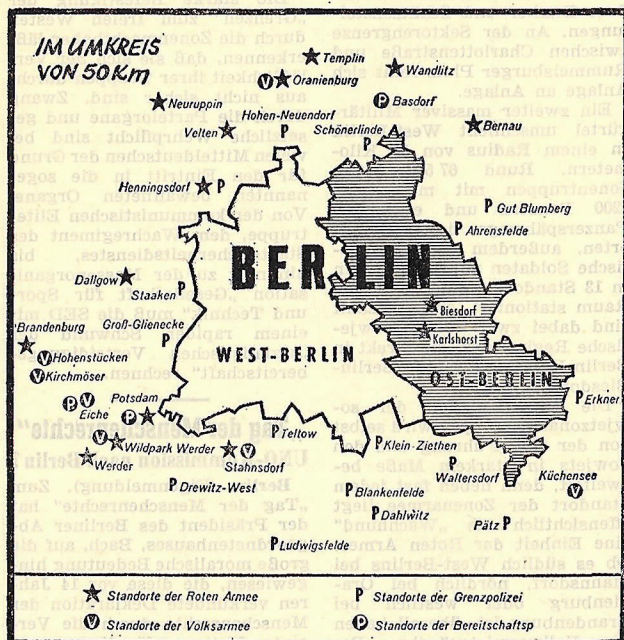 IM UMKREIS
VON 50 Km
Templin
Wandlitz
Oranienburg
V
Basdorf
P
Neuruppin
Hohen-Neuendorf
P
Velten
Schönerlinde
P
Bernau
Henningsdorf
P
P Gut Blumberg
P Ahrensfelde
BERLIN
Dallgow
Staaken P
Biesdorf
Brandenburg
Groß-Glienecke
P
Karlshorst
WEST-BERLIN
V Hohenstücken
V Kirchmöser
OST-BERLIN
P Erkner
P V
Eiche
Potsdam
P
P Teltow
V
Wildpark Werder
V
Stahnsdorf
P Klein-Ziethen
Werder
P
Waltersdorf
Küchensee
V
P Drewitz-West
P Blankenfelde
P Dahlwitz
Pätz P
P Ludwigsfelde
Standorte der Roten Armee
P Standorte der Grenzpolizei
V Standorte der Volksarmee
P Standorte der Bereitschaftsp